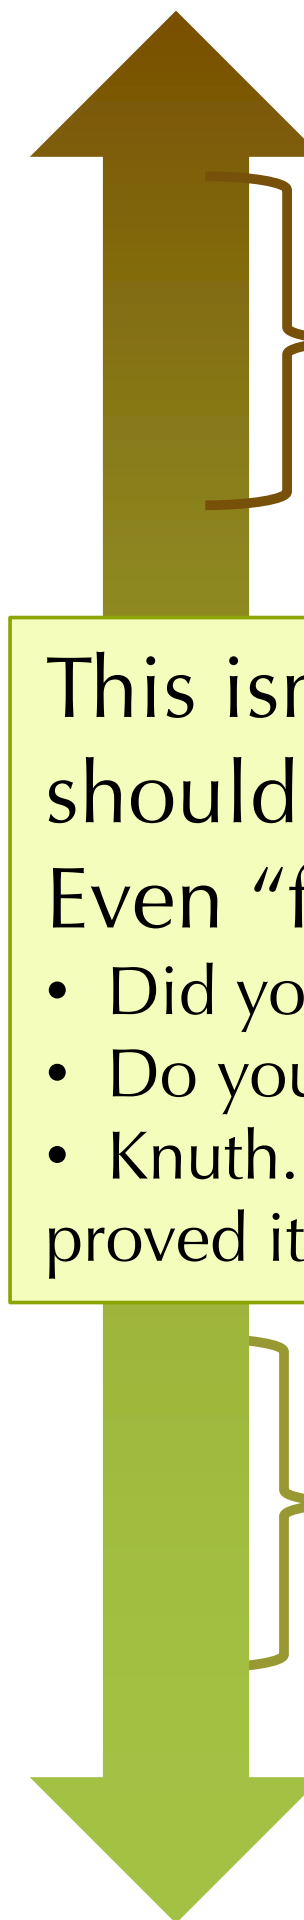 This isn
should
Even “f
• Did yo
• Do you
• Knuth.
proved it